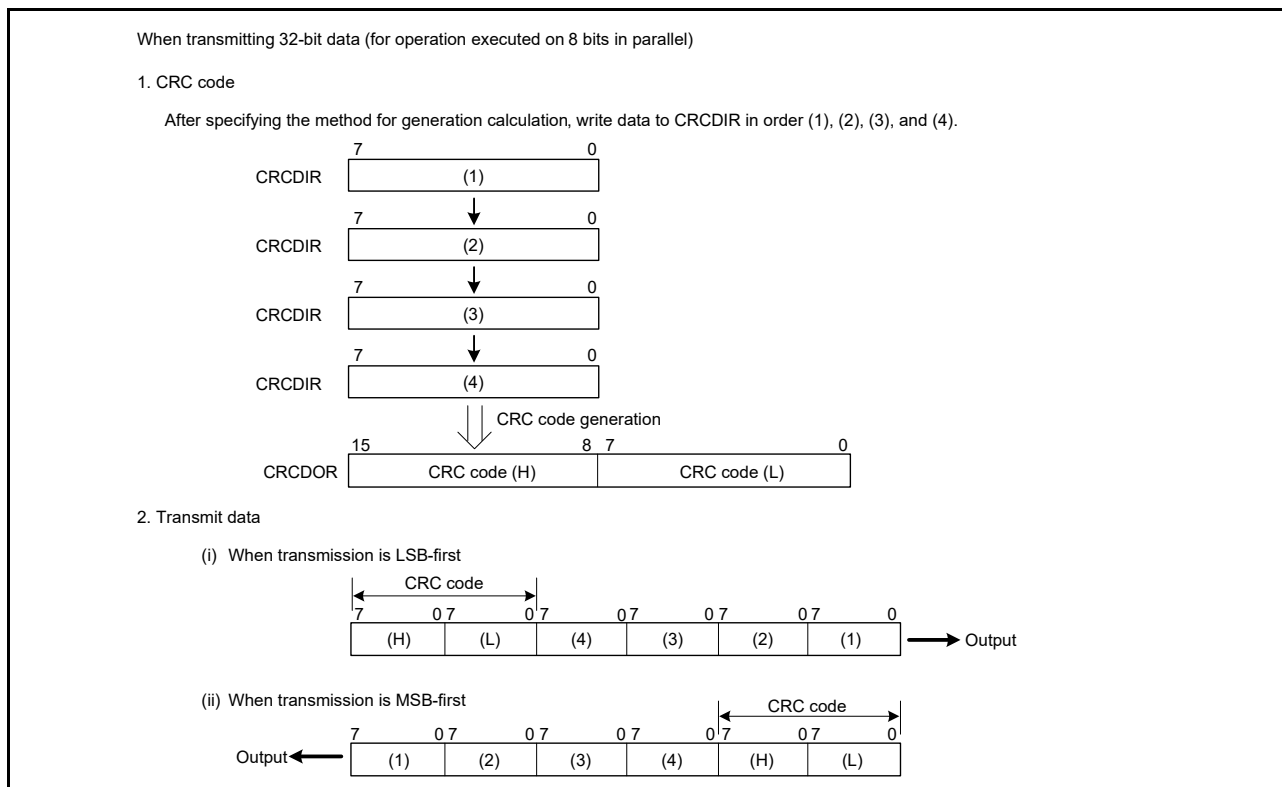 When transmitting 32-bit data (for operation executed on 8 bits in parallel)
1. CRC code
After specifying the method for generation calculation, write data to CRCDIR in order (1), (2), (3), and (4).
7 0
CRCDIR (1)
7 0
CRCDIR (2)
7 0
CRCDIR (3)
7 0
CRCDIR (4)
CRC code generation
15 8 7 0
CRCDOR CRC code (H) CRC code (L)
2. Transmit data
(i) When transmission is LSB-first
CRC code
7 0 7 0 7 0 7 0 7 0 7 0
(H) (L) (4) (3) (2) (1) Output
(ii) When transmission is MSB-first
CRC code
7 0 7 0 7 0 7 0 7 0 7 0
Output (1) (2) (3) (4) (H) (L)